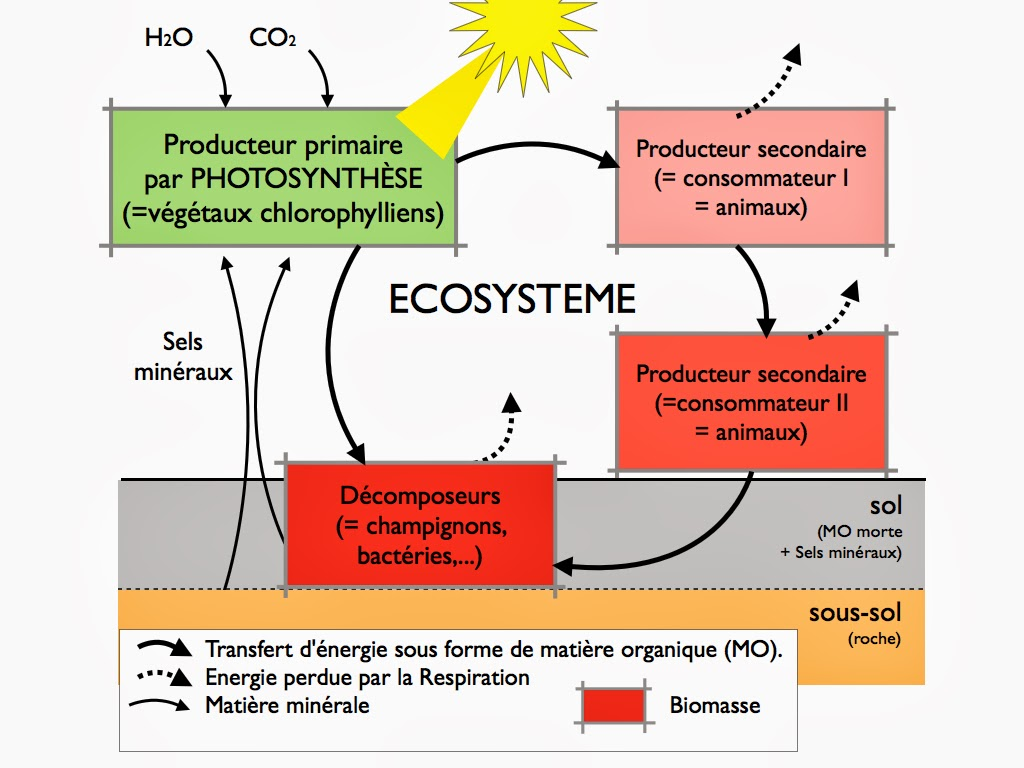 H2O
CO2
Producteur primaire
par PHOTOSYNTHÈSE
(=végétaux chlorophylliens)
Producteur secondaire
(= consommateur I
= animaux)
ECOSYSTEME
Sels
minéraux
Producteur secondaire
(=consommateur II
= animaux)
Décomposeurs
(= champignons,
bactéries,...)
sol
(MO morte
+ Sels minéraux)
sous-sol
(roche)
Transfert d'énergie sous forme de matière organique (MO).
Energie perdue par la Respiration
Matière minérale
Biomasse